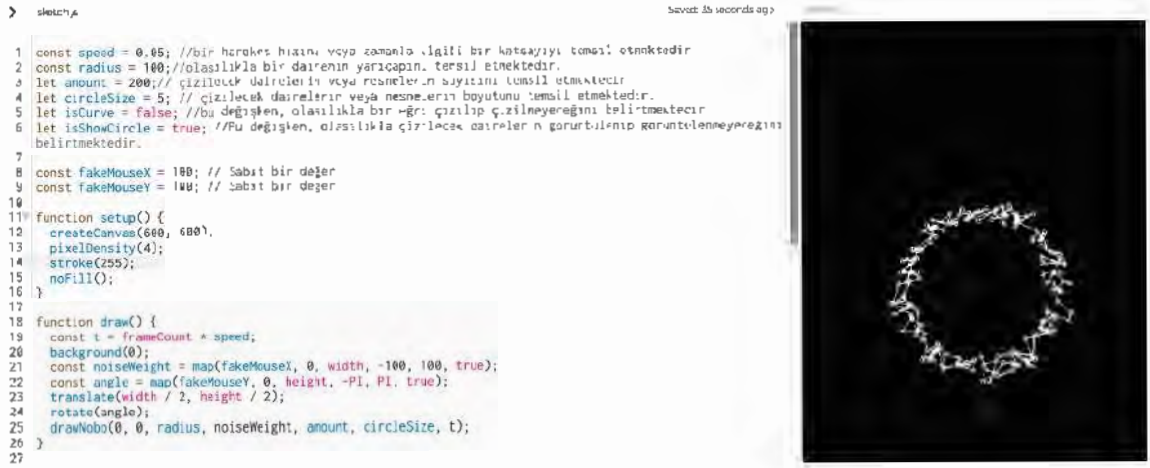 sketch.js
Saved: 35 seconds ago
1 const speed = 0.05; //bir hareket hızını veya zamanla ilgili bir katsayıyı temsil etmektedir
2 const radius = 100;//olasılıkla bir dairenin yarıçapın. temsil etmektedir.
3 let amount = 200;// çizilecek dairelerin veya nesnelerin sayısını temsil etmektedir
4 let circleSize = 5; // çizilecek dairelerin veya nesnelerin boyutunu temsil etmektedir.
5 let isCurve = false; //bu değişken, olasılıkla bir eğri çizilip çizilmeyeceğini belirtmektedir
6 let isShowCircle = true; //Bu değişken, olasılıkla çizilecek daireler n görüntülenip görüntülenmeyeceğini
belirtmektedir.
7
8 const fakeMouseX = 100; // Sabit bir değer
9 const fakeMouseY = 100; // Sabit bir değer
10
11 function setup() {
12 createCanvas(600, 600);
13 pixelDensity(4);
14 stroke(255);
15 noFill();
16 }
17
18 function draw() {
19 const t = frameCount * speed;
20 background(0);
21 const noiseWeight = map(fakeMouseX, 0, width, -100, 100, true);
22 const angle = map(fakeMouseY, 0, height, -PI, PI, true);
23 translate(width / 2, height / 2);
24 rotate(angle);
25 drawNobo(0, 0, radius, noiseWeight, amount, circleSize, t);
26 }
27